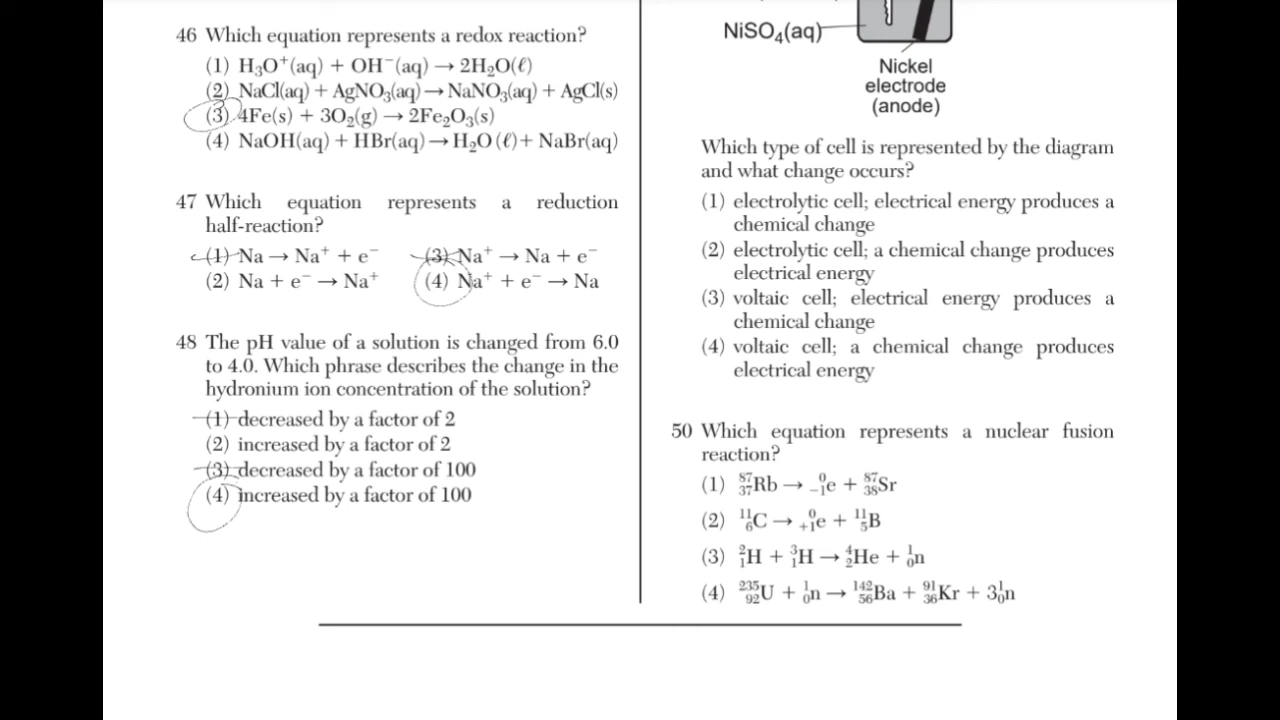 46 Which equation represents a redox reaction?
(1) H₃O⁺(aq) + OH⁻(aq) → 2H₂O(ℓ)
(2) NaCl(aq) + AgNO₃(aq) → NaNO₃(aq) + AgCl(s)
(3) 4Fe(s) + 3O₂(g) → 2Fe₂O₃(s)
(4) NaOH(aq) + HBr(aq) → H₂O(ℓ) + NaBr(aq)
47 Which equation represents a reduction
half-reaction?
(1) Na → Na⁺ + e⁻ (3) Na⁺ → Na + e⁻
(2) Na + e⁻ → Na⁺ (4) Na⁺ + e⁻ → Na
48 The pH value of a solution is changed from 6.0
to 4.0. Which phrase describes the change in the
hydronium ion concentration of the solution?
(1) decreased by a factor of 2
(2) increased by a factor of 2
(3) decreased by a factor of 100
(4) increased by a factor of 100
NiSO₄(aq)
Nickel
electrode
(anode)
Which type of cell is represented by the diagram
and what change occurs?
(1) electrolytic cell; electrical energy produces a
chemical change
(2) electrolytic cell; a chemical change produces
electrical energy
(3) voltaic cell; electrical energy produces a
chemical change
(4) voltaic cell; a chemical change produces
electrical energy
50 Which equation represents a nuclear fusion
reaction?
(1) ⁸⁷₃₇Rb → ⁰₋₁e + ⁸⁷₃₈Sr
(2) ¹¹₆C → ⁰₊₁e + ¹¹₅B
(3) ²₁H + ³₁H → ⁴₂He + ¹₀n
(4) ²³⁵₉₂U + ¹₀n → ¹⁴²₅₆Ba + ⁹¹₃₆Kr + 3¹₀n